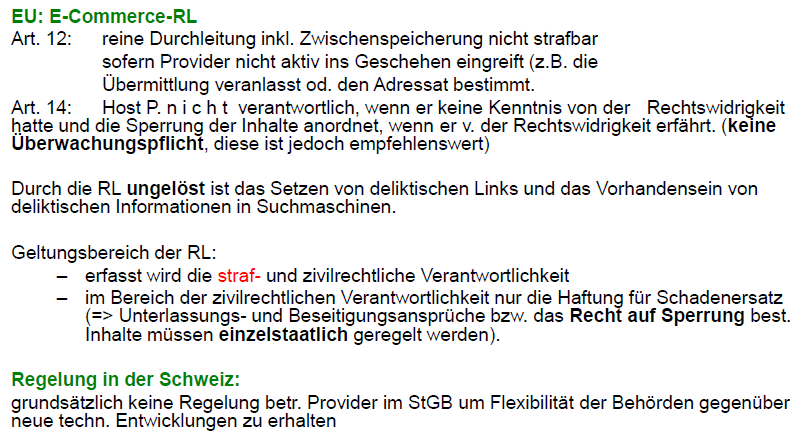 EU: E-Commerce-RL
Art. 12: reine Durchleitung inkl. Zwischenspeicherung nicht strafbar
sofern Provider nicht aktiv ins Geschehen eingreift (z.B. die
Übermittlung veranlasst od. den Adressat bestimmt.
Art. 14: Host P. n i c h t verantwortlich, wenn er keine Kenntnis von der Rechtswidrigkeit
hatte und die Sperrung der Inhalte anordnet, wenn er v. der Rechtswidrigkeit erfährt. (keine
Überwachungspflicht, diese ist jedoch empfehlenswert)
Durch die RL ungelöst ist das Setzen von deliktischen Links und das Vorhandensein von
deliktischen Informationen in Suchmaschinen.
Geltungsbereich der RL:
– erfasst wird die straf- und zivilrechtliche Verantwortlichkeit
– im Bereich der zivilrechtlichen Verantwortlichkeit nur die Haftung für Schadenersatz
(=> Unterlassungs- und Beseitigungsansprüche bzw. das Recht auf Sperrung best.
Inhalte müssen einzelstaatlich geregelt werden).
Regelung in der Schweiz:
grundsätzlich keine Regelung betr. Provider im StGB um Flexibilität der Behörden gegenüber
neue techn. Entwicklungen zu erhalten